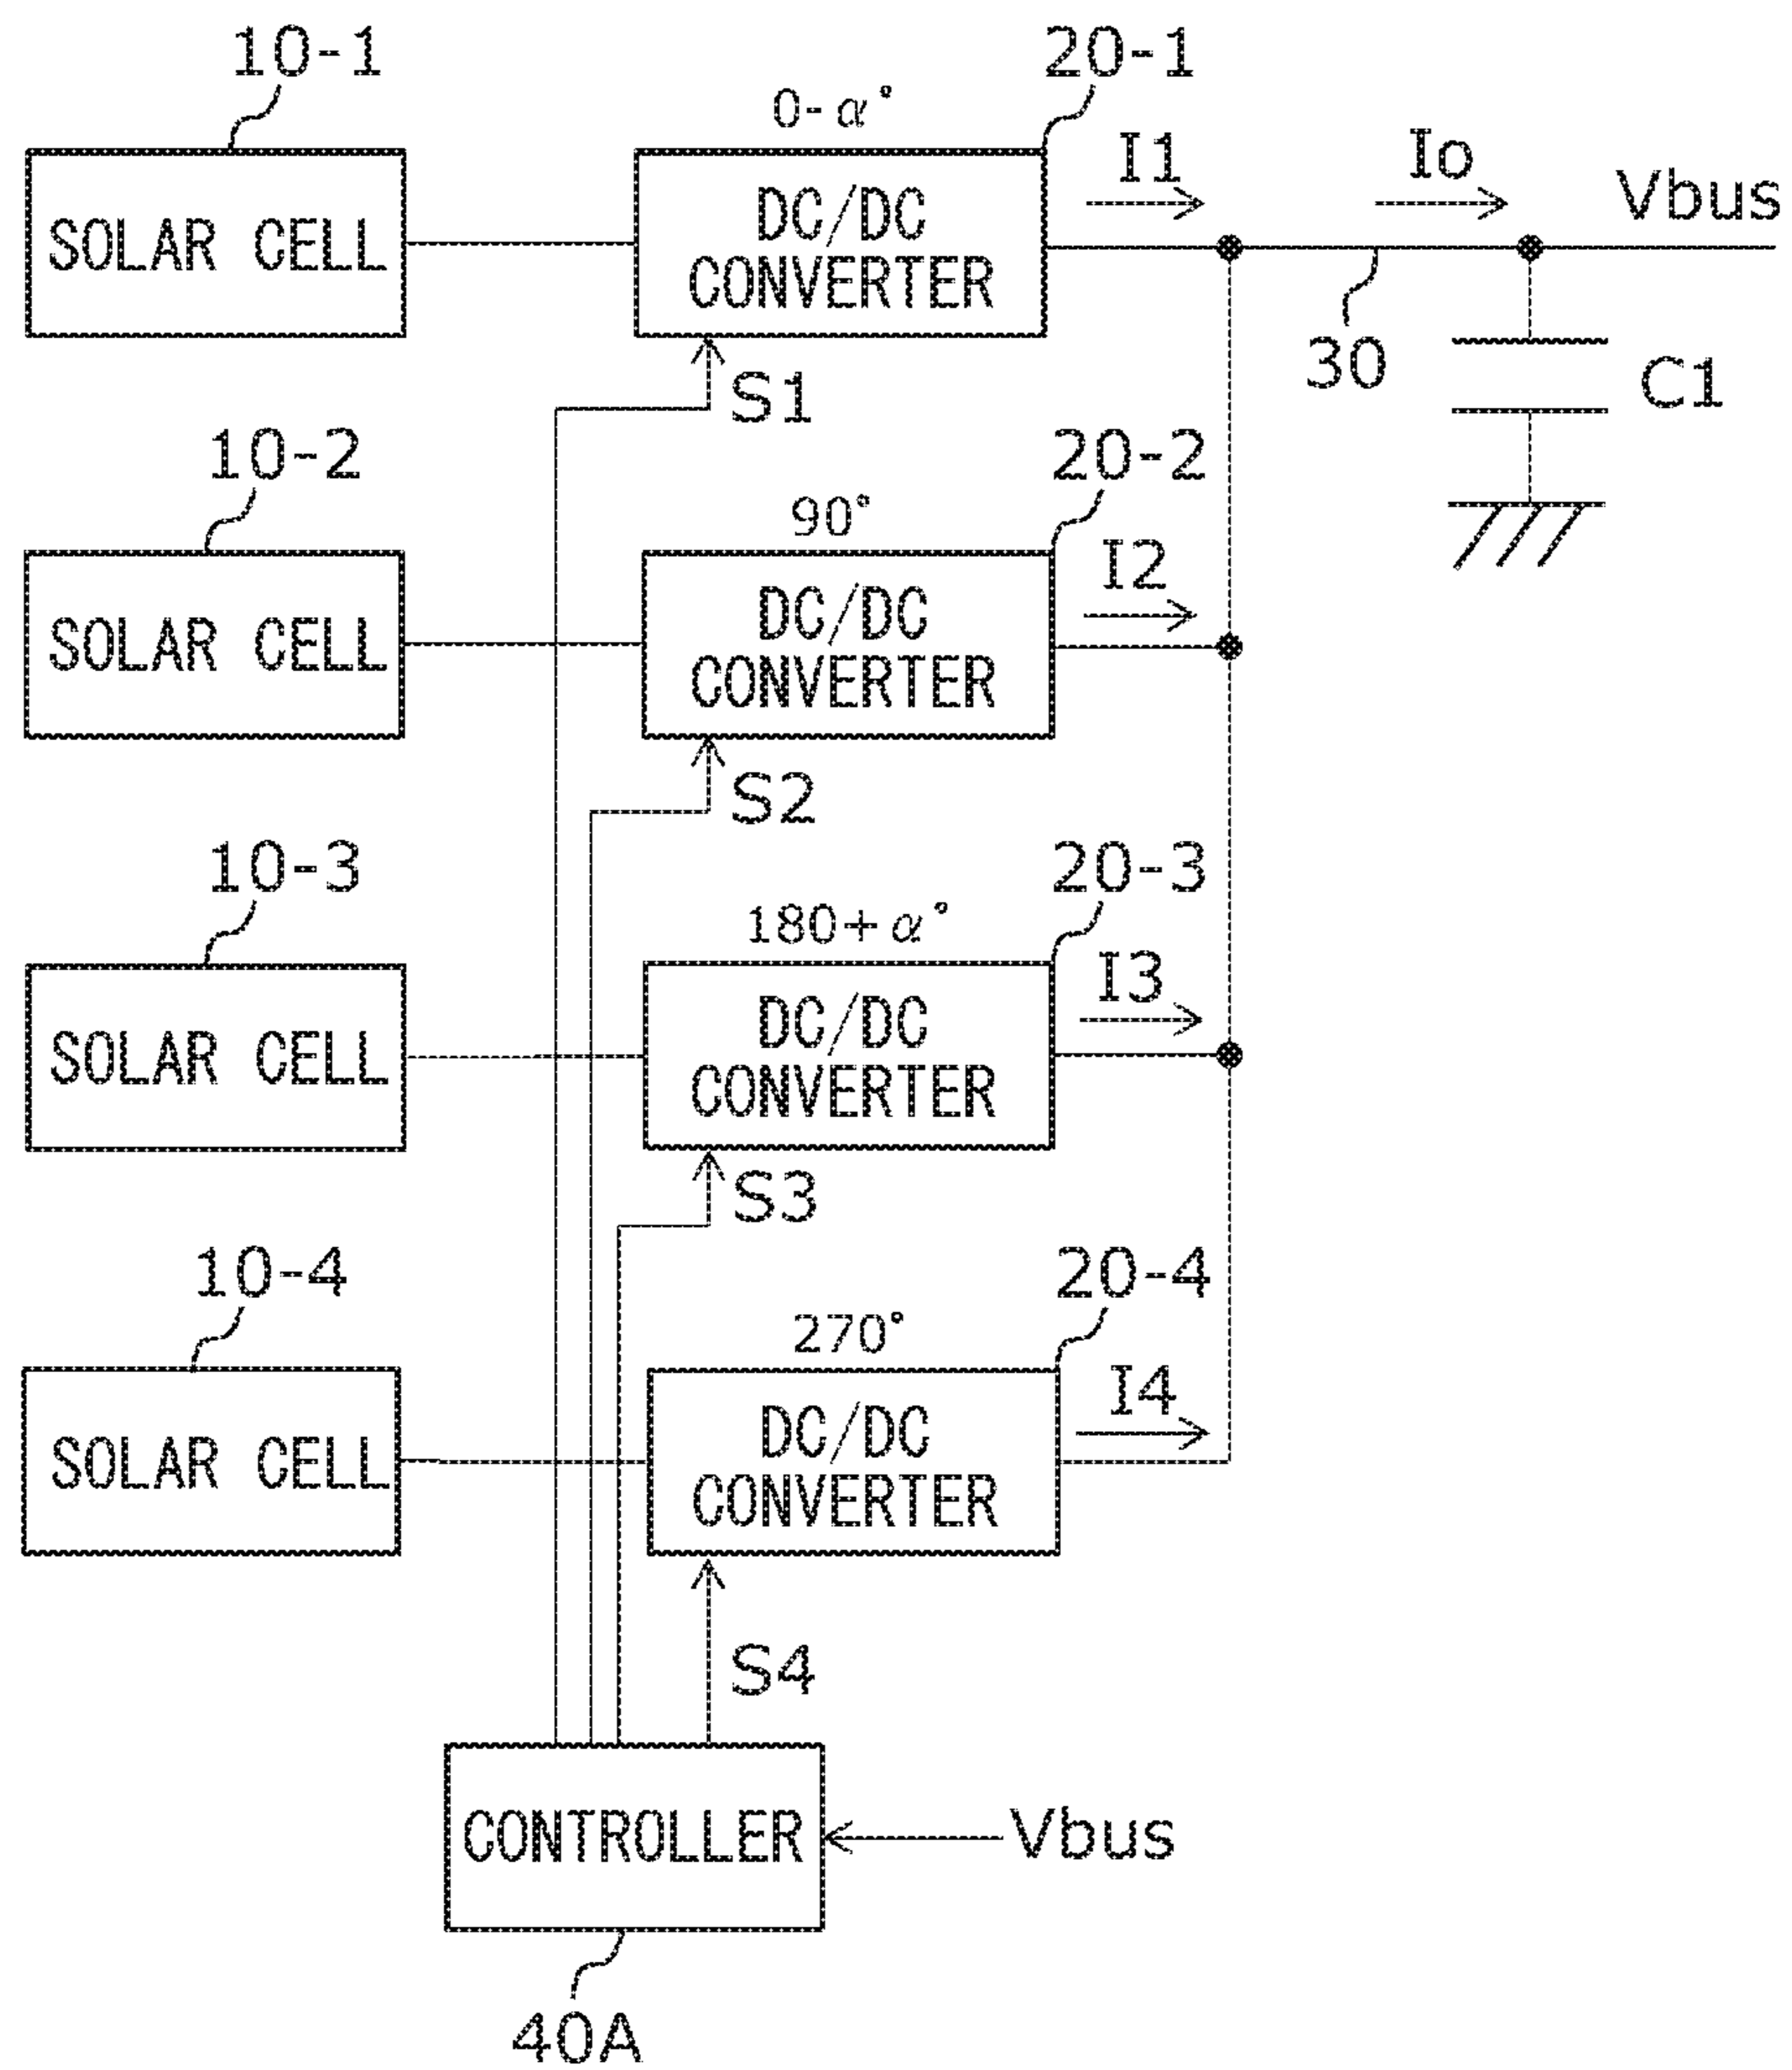 10-1
20-1
0-α°
I1
Io
Vbus
SOLAR CELL
DC/DC
CONVERTER
30
C1
S1
10-2
20-2
90°
I2
SOLAR CELL
DC/DC
CONVERTER
S2
10-3
20-3
180+α°
I3
SOLAR CELL
DC/DC
CONVERTER
S3
10-4
20-4
270°
I4
SOLAR CELL
DC/DC
CONVERTER
S4
CONTROLLER
Vbus
40A